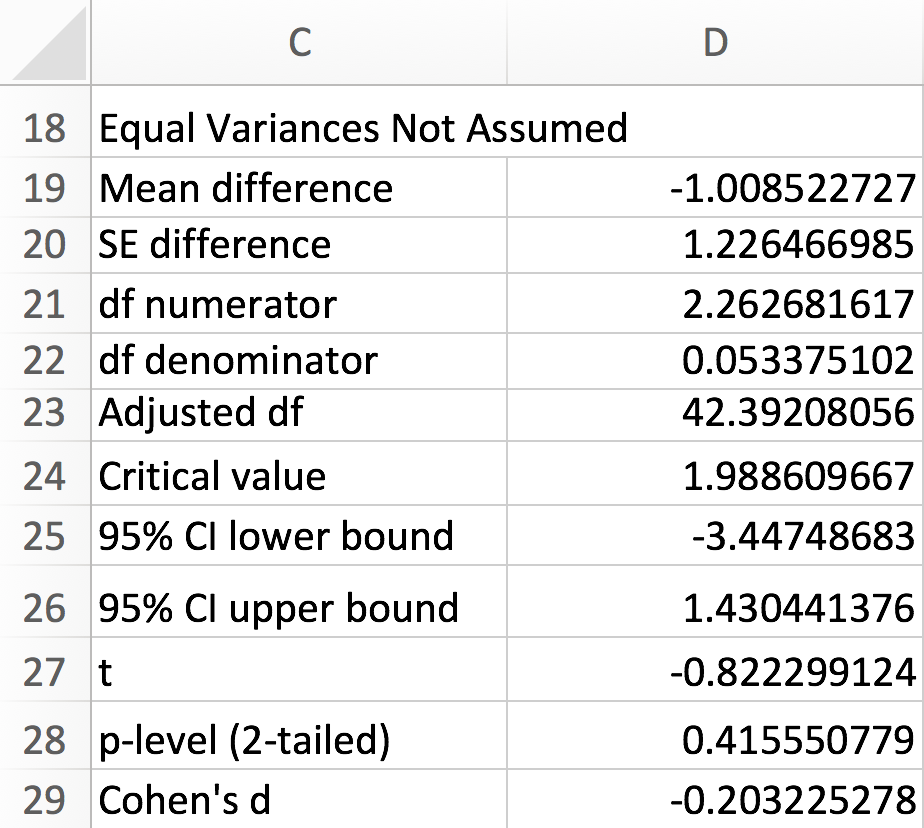 C D
18 Equal Variances Not Assumed
19 Mean difference -1.008522727
20 SE difference 1.226466985
21 df numerator 2.262681617
22 df denominator 0.053375102
23 Adjusted df 42.39208056
24 Critical value 1.988609667
25 95% CI lower bound -3.44748683
26 95% CI upper bound 1.430441376
27 t -0.822299124
28 p-level (2-tailed) 0.415550779
29 Cohen's d -0.203225278